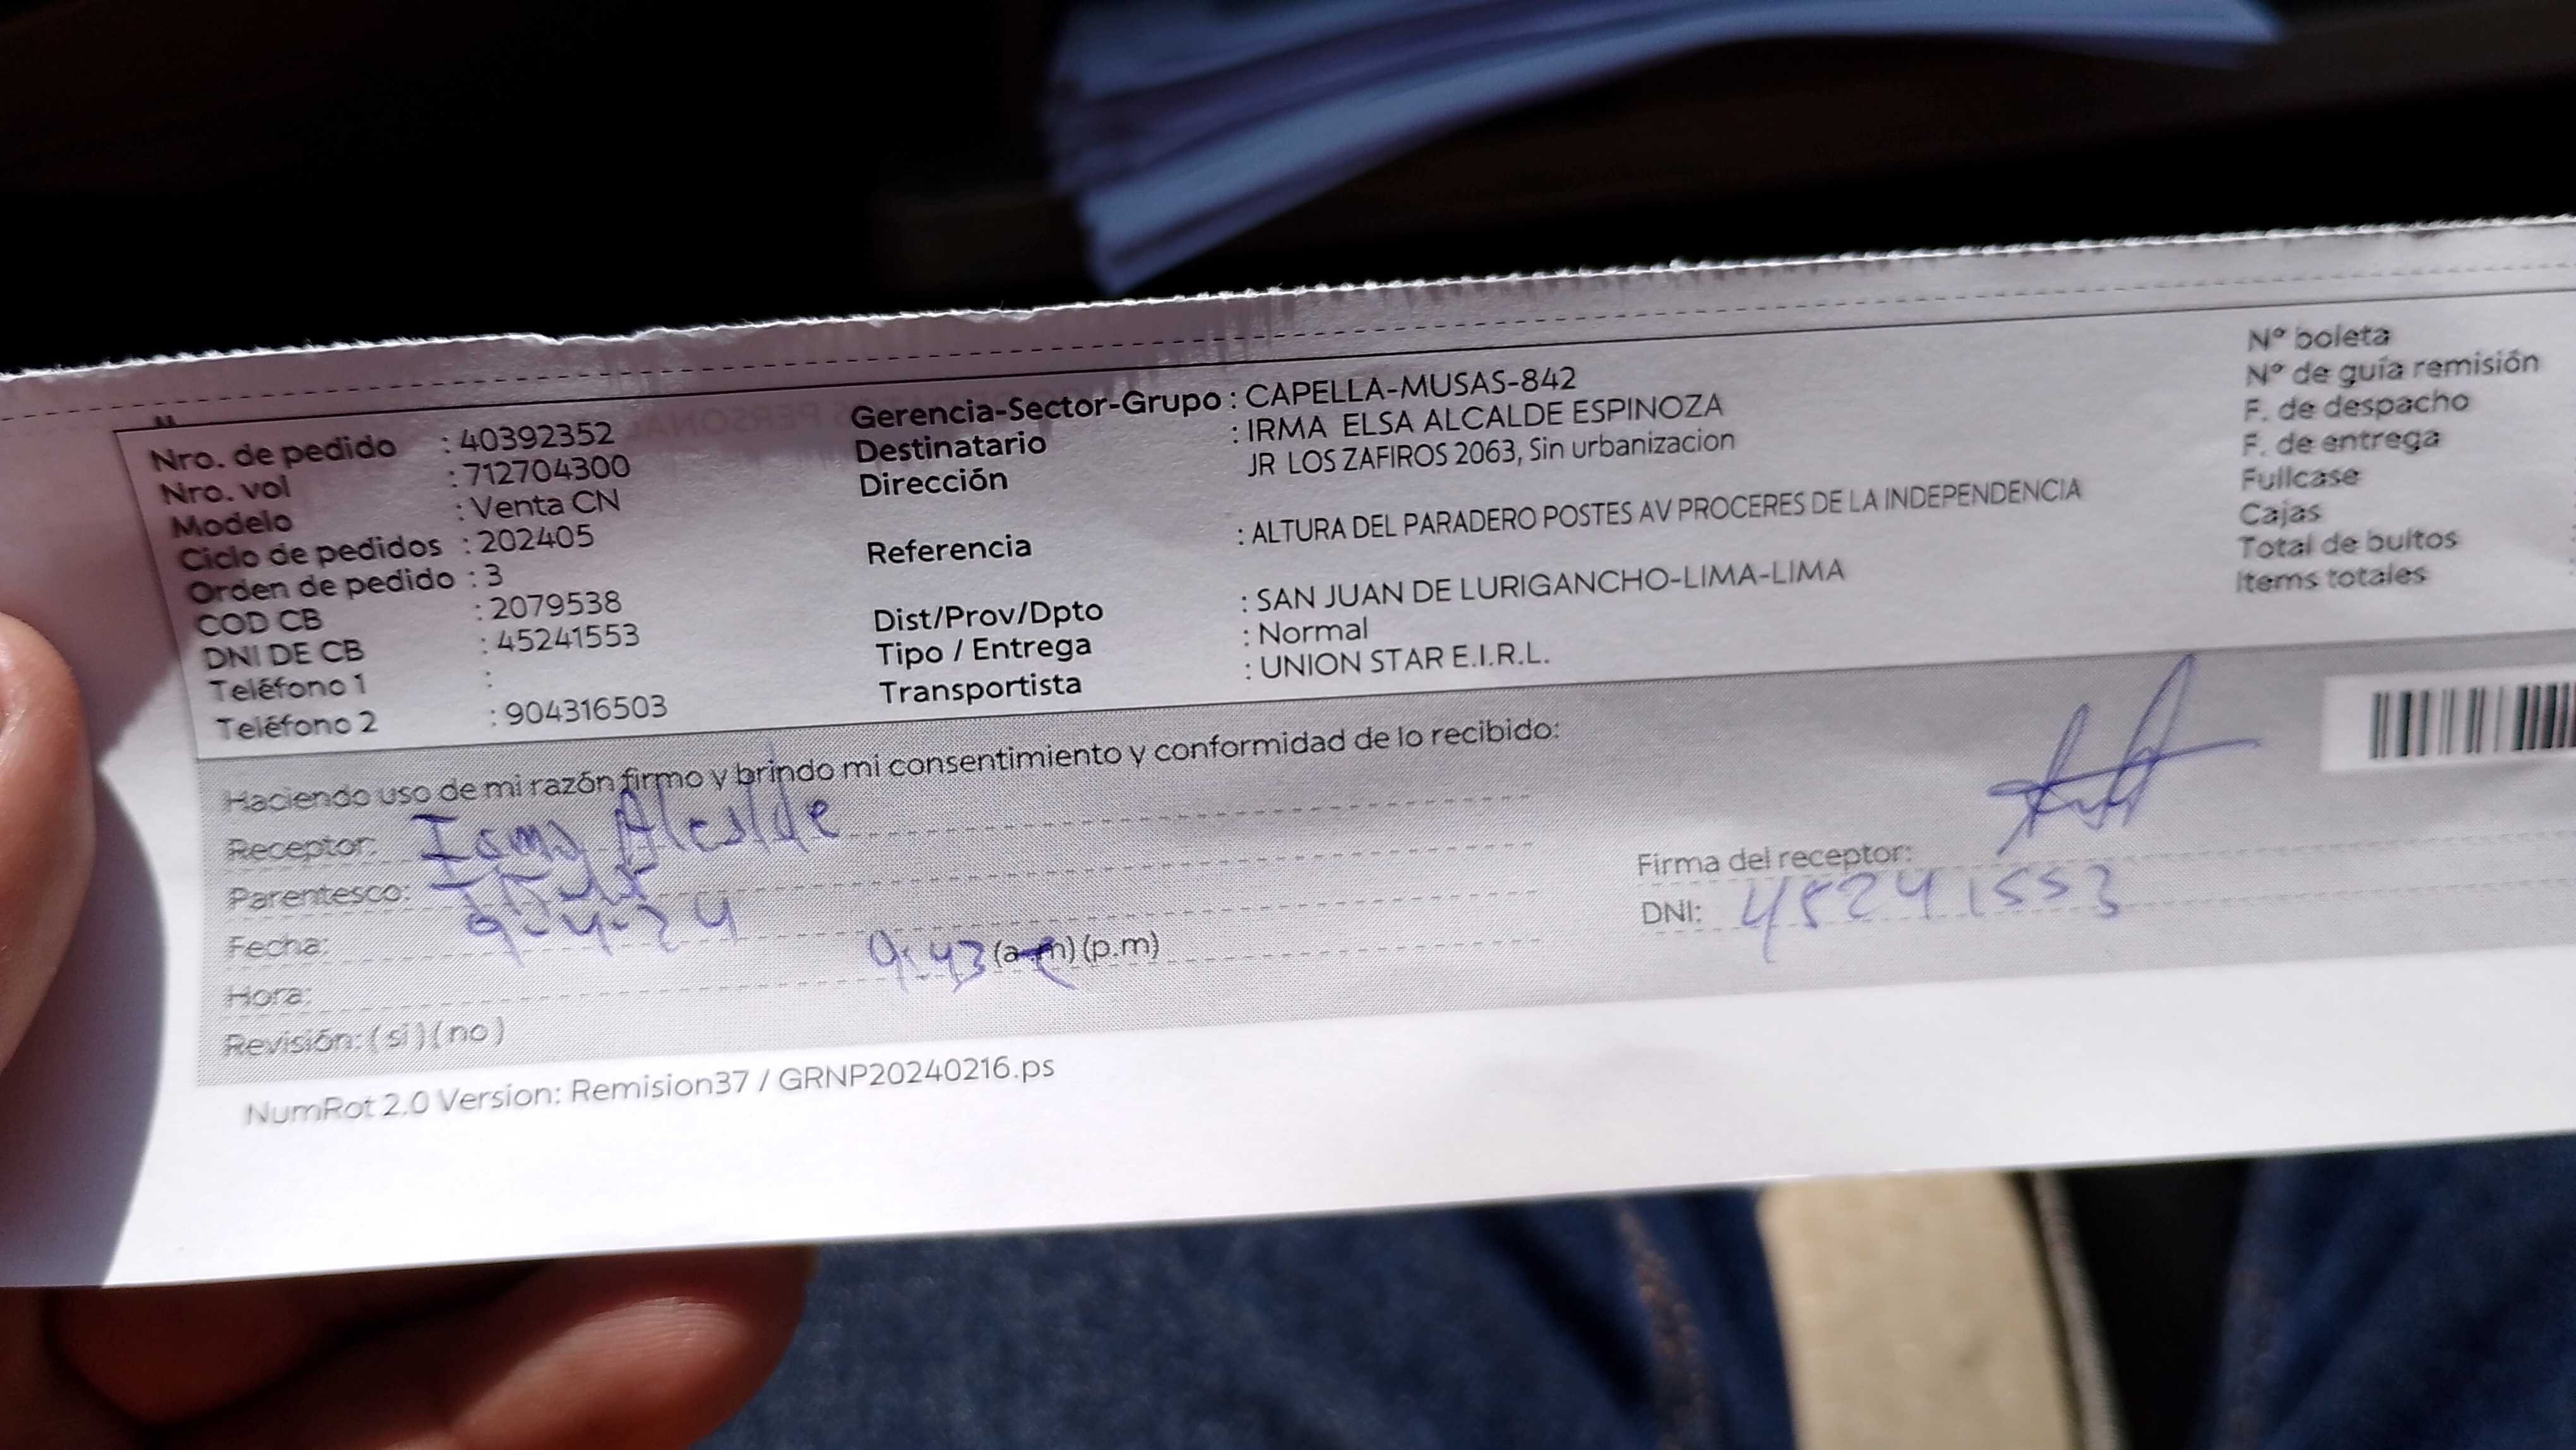 Nro. de pedido : 40392352
Nro. vol : 712704300
Modelo : Venta CN
Ciclo de pedidos : 202405
Orden de pedido : 3
COD CB : 2079538
DNI DE CB : 45241553
Teléfono 1 :
Teléfono 2 : 904316503
Gerencia-Sector-Grupo : CAPELLA-MUSAS-842
Destinatario : IRMA ELSA ALCALDE ESPINOZA
Dirección JR LOS ZAFIROS 2063, Sin urbanizacion
Referencia : ALTURA DEL PARADERO POSTES AV PROCERES DE LA INDEPENDENCIA
Dist/Prov/Dpto : SAN JUAN DE LURIGANCHO-LIMA-LIMA
Tipo / Entrega : Normal
Transportista : UNION STAR E.I.R.L.
Nº boleta
Nº de guía remisión
F. de despacho
F. de entrega
Fullcase
Cajas
Total de bultos
Items totales
Haciendo uso de mi razón firmo y brindo mi consentimiento y conformidad de lo recibido:
Receptor: Irma Alcalde
Parentesco:
Fecha: 9-4-24
Hora: 9:43 (a.m) (p.m)
Revisión: ( si ) ( no )
Firma del receptor:
DNI: 45241553
NumRot 2.0 Version: Remision37 / GRNP20240216.ps